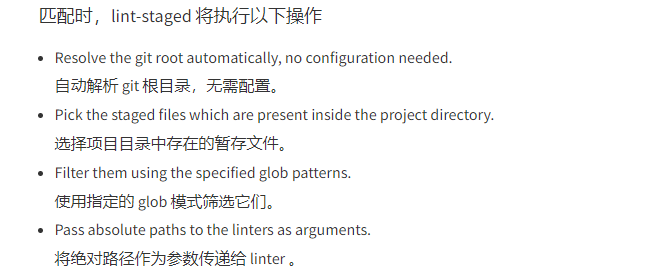 匹配时，lint-staged 将执行以下操作
Resolve the git root automatically, no configuration needed.
自动解析 git 根目录，无需配置。
Pick the staged files which are present inside the project directory.
选择项目目录中存在的暂存文件。
Filter them using the specified glob patterns.
使用指定的 glob 模式筛选它们。
Pass absolute paths to the linters as arguments.
将绝对路径作为参数传递给 linter 。